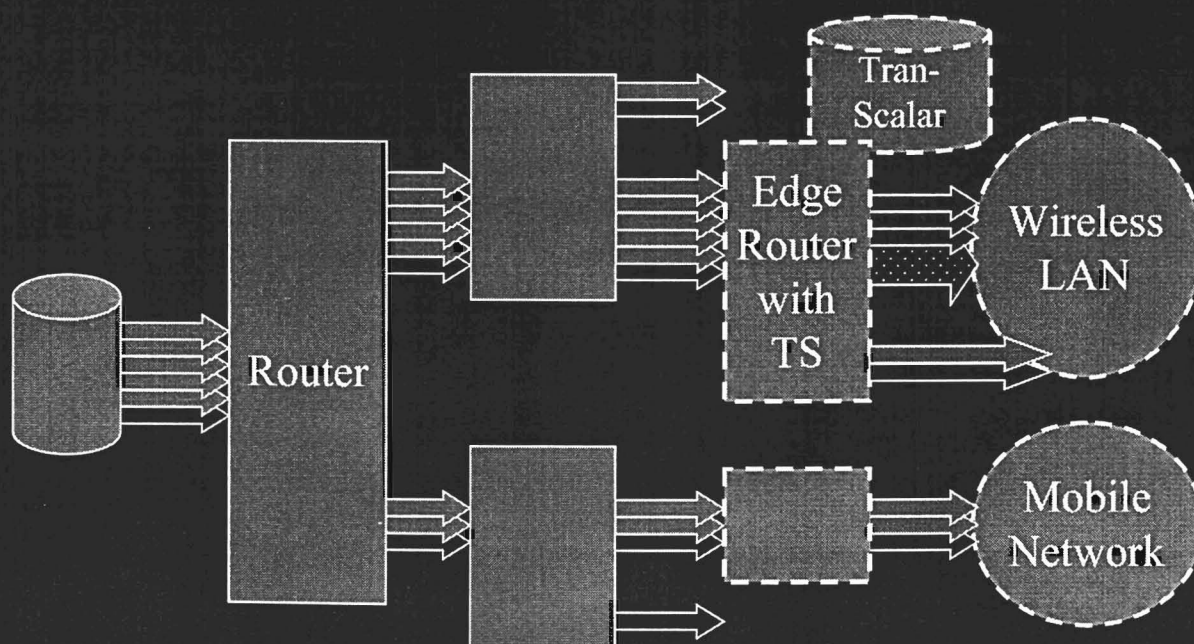 Tran-
Scalar
Edge
Router
with
TS
Wireless
LAN
Router
Mobile
Network